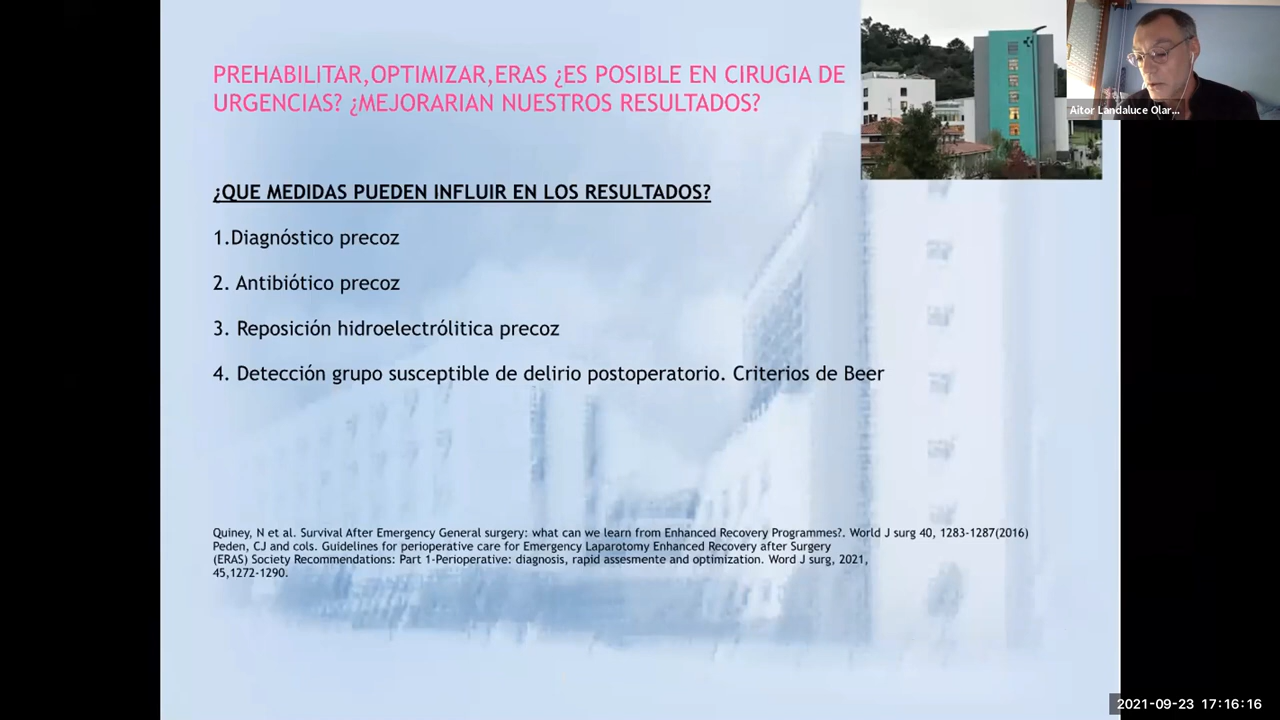 PREHABILITAR,OPTIMIZAR,ERAS ¿ES POSIBLE EN CIRUGIA DE
URGENCIAS? ¿MEJORARIAN NUESTROS RESULTADOS?
Aitor Landaluce Olar...
¿QUE MEDIDAS PUEDEN INFLUIR EN LOS RESULTADOS?
1.Diagnóstico precoz
2. Antibiótico precoz
3. Reposición hidroelectrólitica precoz
4. Detección grupo susceptible de delirio postoperatorio. Criterios de Beer
Quiney, N et al. Survival After Emergency General surgery: what can we learn from Enhanced Recovery Programmes?. World J surg 40, 1283-1287(2016)
Peden, CJ and cols. Guidelines for perioperative care for Emergency Laparotomy Enhanced Recovery after Surgery
(ERAS) Society Recommendations: Part 1-Perioperative: diagnosis, rapid assesmente and optimization. Word J surg, 2021,
45,1272-1290.
2021-09-23 17:16:16